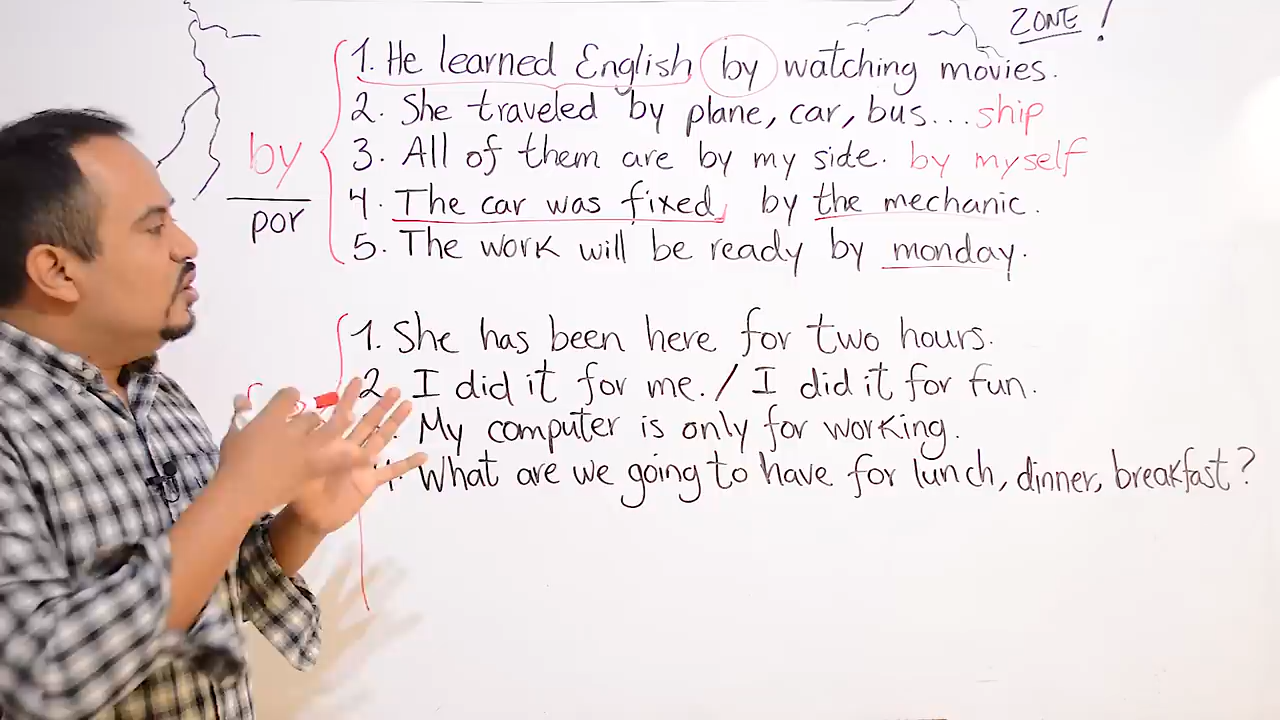 ZONE!
1. He learned English by watching movies.
2. She traveled by plane, car, bus... ship
by 3. All of them are by my side. by myself
por 4. The car was fixed by the mechanic.
5. The work will be ready by monday.
1. She has been here for two hours.
2. I did it for me. / I did it for fun.
My computer is only for working.
4. What are we going to have for lunch, dinner, breakfast?